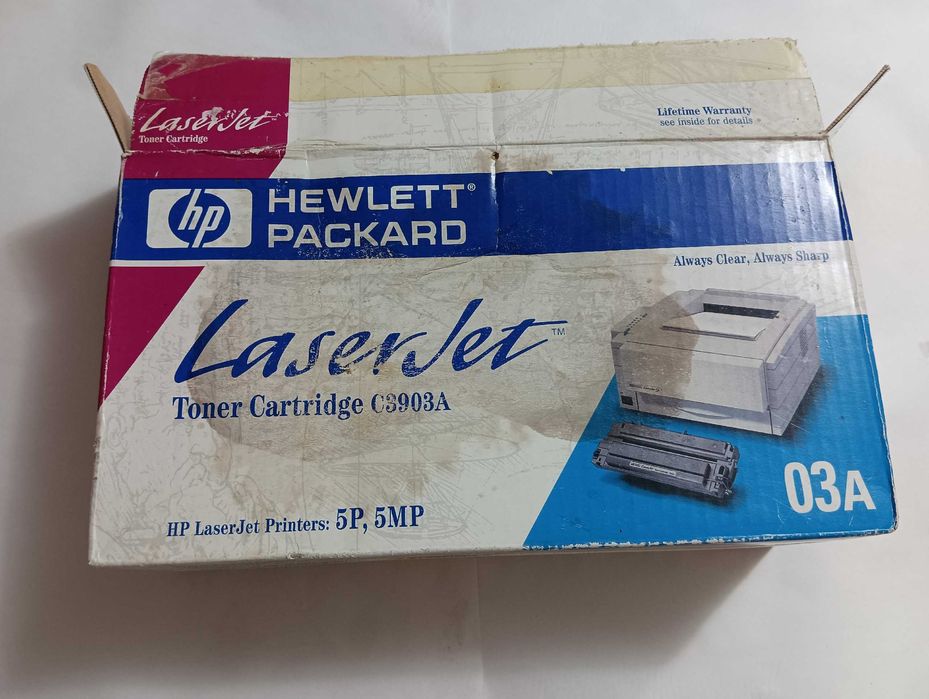 LaserJet
Toner Cartridge
Lifetime Warranty
see inside for details
hp HEWLETT®
PACKARD
Always Clear, Always Sharp
LaserJet™
Toner Cartridge C3903A
03A
HP LaserJet Printers: 5P, 5MP